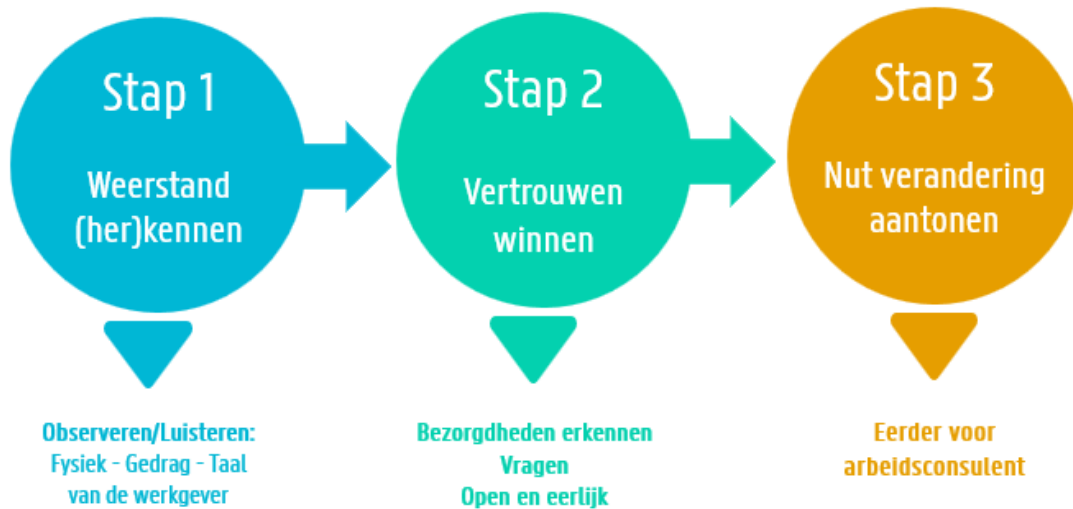 Stap 1
Weerstand
(her)kennen
Observeren/Luisteren:
Fysiek - Gedrag - Taal
van de werkgever
Stap 2
Vertrouwen
winnen
Bezorgdheden erkennen
Vragen
Open en eerlijk
Stap 3
Nut verandering
aantonen
Eerder voor
arbeidsconsulent